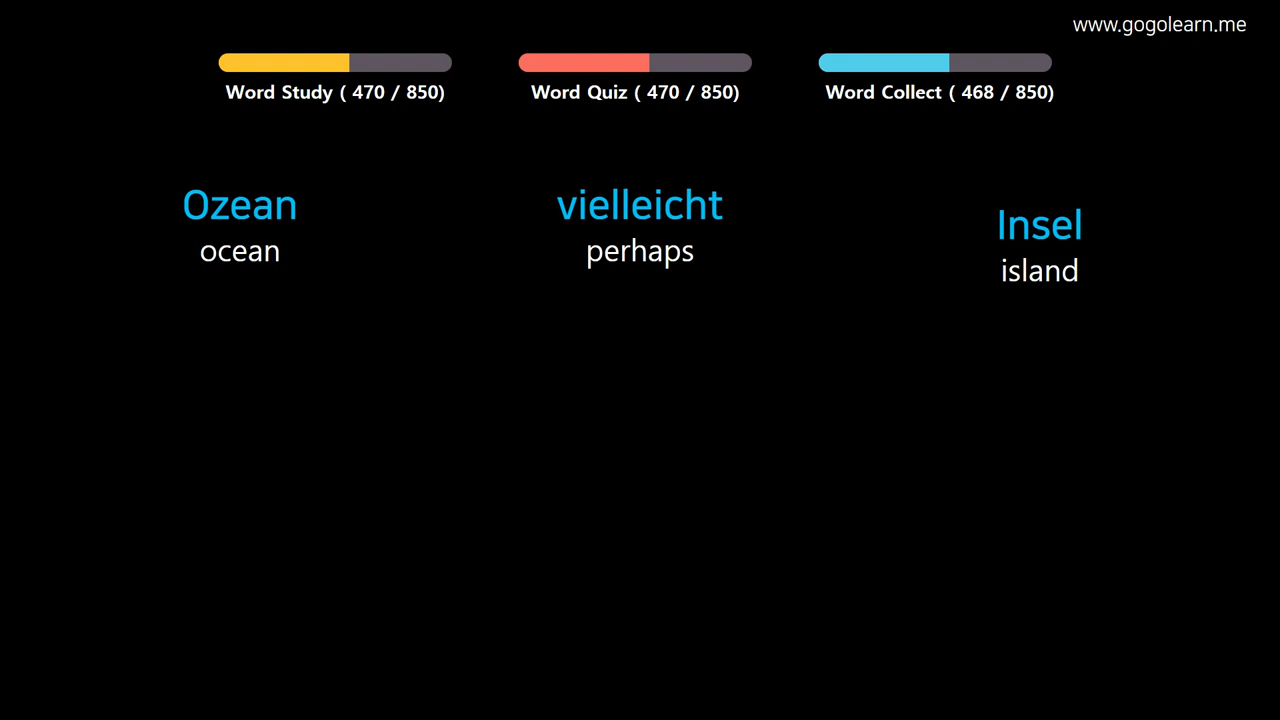 www.gogolearn.me
Word Study ( 470 / 850)
Word Quiz ( 470 / 850)
Word Collect ( 468 / 850)
Ozean
ocean
vielleicht
perhaps
Insel
island